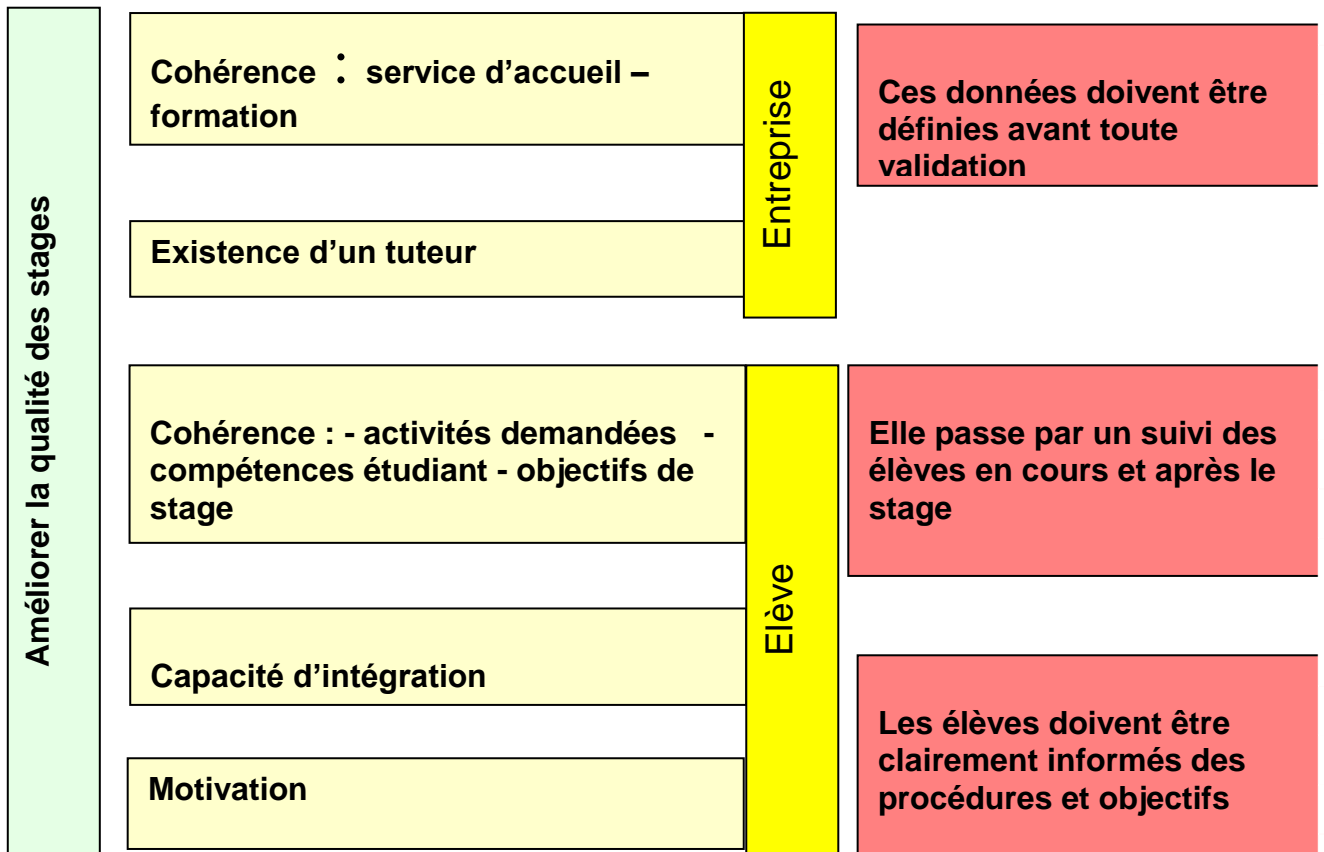 Améliorer la qualité des stages
Cohérence : service d'accueil –
formation
Existence d'un tuteur
Entreprise
Ces données doivent être
définies avant toute
validation
Cohérence : - activités demandées -
compétences étudiant - objectifs de
stage
Capacité d'intégration
Motivation
Elève
Elle passe par un suivi des
élèves en cours et après le
stage
Les élèves doivent être
clairement informés des
procédures et objectifs